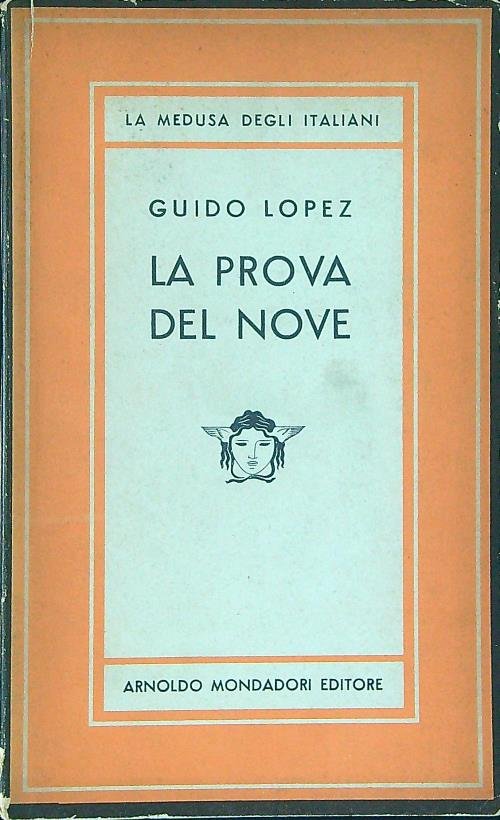 LA MEDUSA DEGLI ITALIANI
GUIDO LOPEZ
LA PROVA
DEL NOVE
ARNOLDO MONDADORI EDITORE